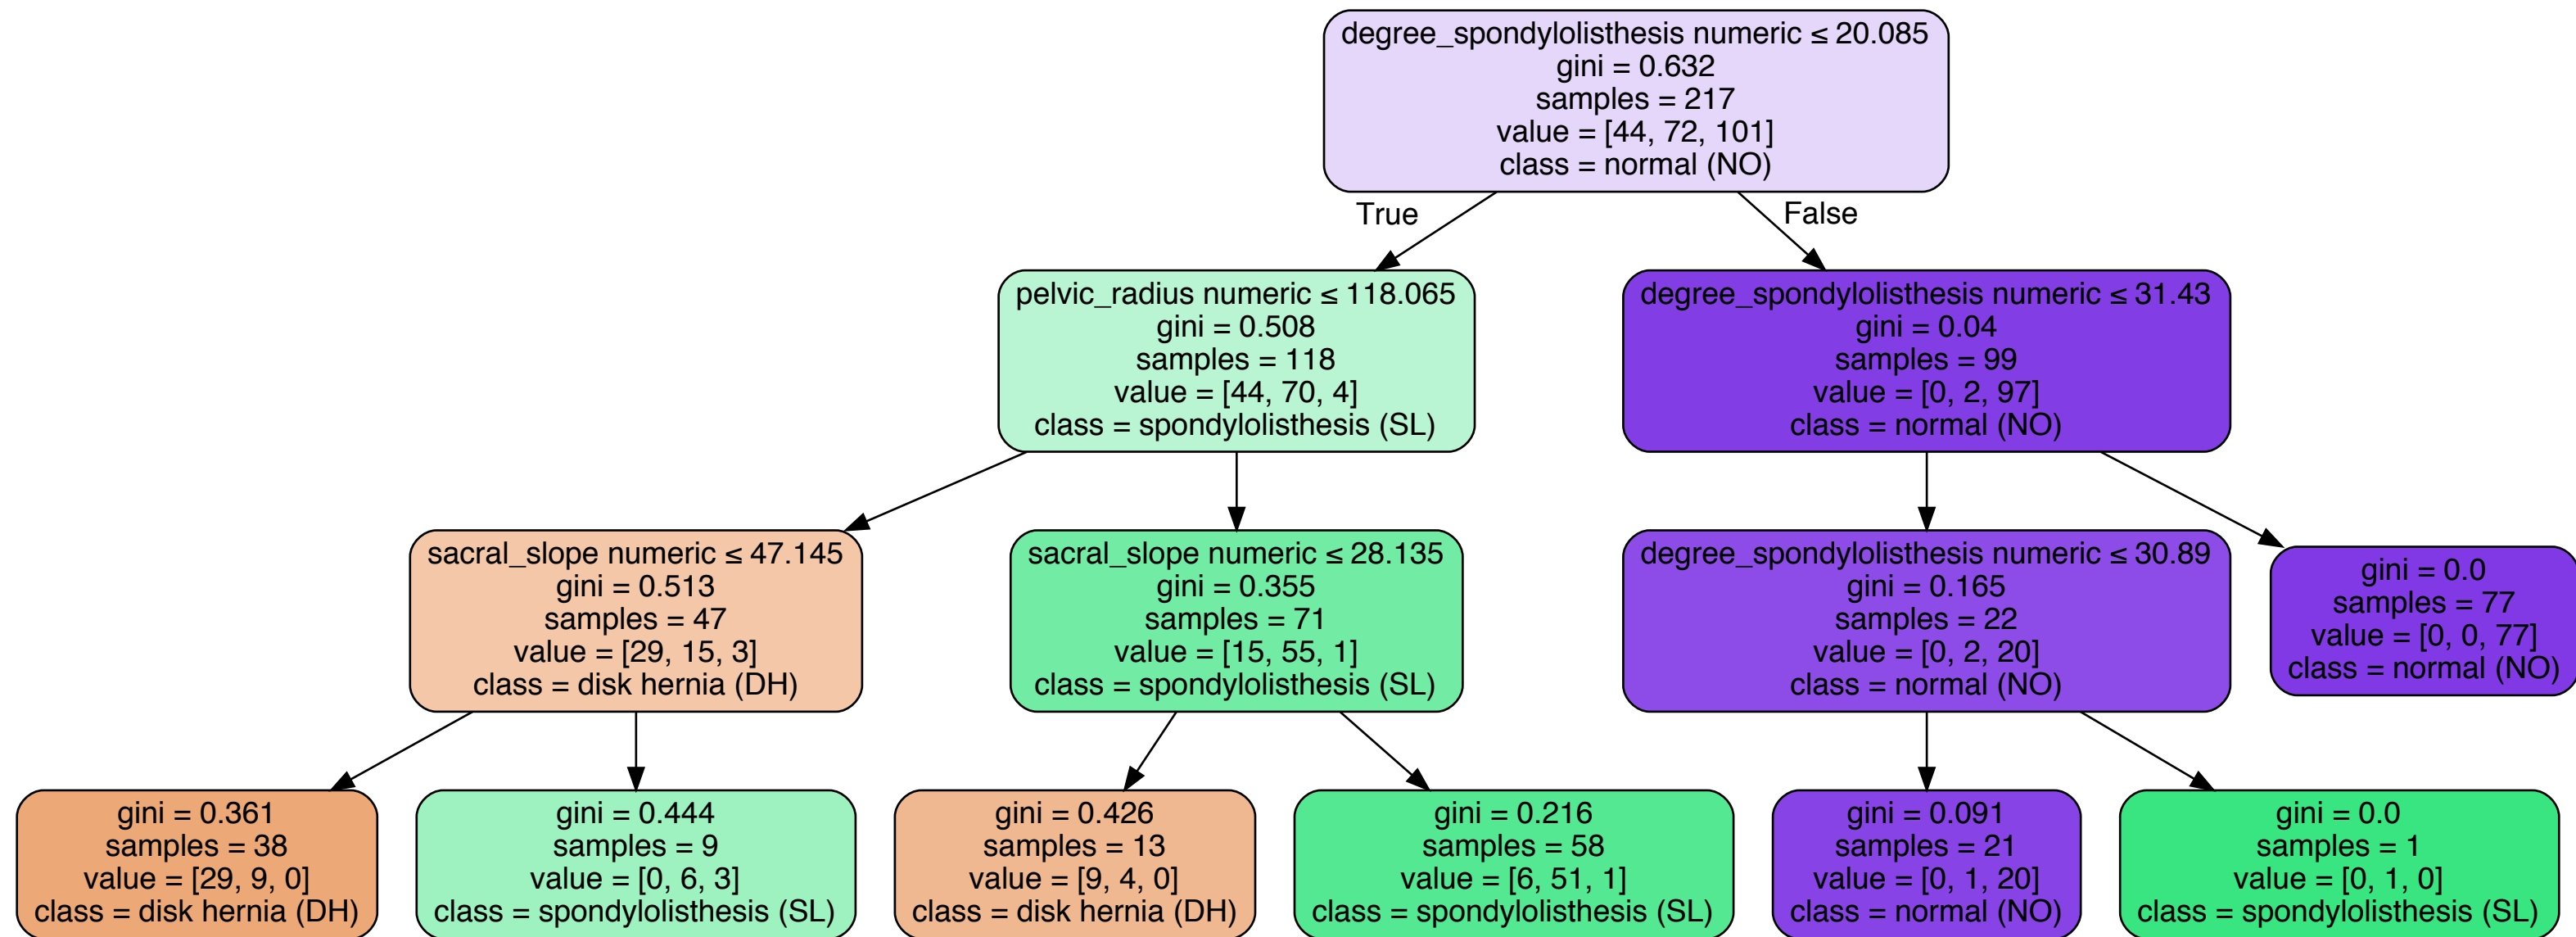 degree_spondylolisthesis numeric ≤ 20.085
gini = 0.632
samples = 217
value = [44, 72, 101]
class = normal (NO)
True
False
pelvic_radius numeric ≤ 118.065
gini = 0.508
samples = 118
value = [44, 70, 4]
class = spondylolisthesis (SL)
degree_spondylolisthesis numeric ≤ 31.43
gini = 0.04
samples = 99
value = [0, 2, 97]
class = normal (NO)
sacral_slope numeric ≤ 47.145
gini = 0.513
samples = 47
value = [29, 15, 3]
class = disk hernia (DH)
sacral_slope numeric ≤ 28.135
gini = 0.355
samples = 71
value = [15, 55, 1]
class = spondylolisthesis (SL)
degree_spondylolisthesis numeric ≤ 30.89
gini = 0.165
samples = 22
value = [0, 2, 20]
class = normal (NO)
gini = 0.0
samples = 77
value = [0, 0, 77]
class = normal (NO)
gini = 0.361
samples = 38
value = [29, 9, 0]
class = disk hernia (DH)
gini = 0.444
samples = 9
value = [0, 6, 3]
class = spondylolisthesis (SL)
gini = 0.426
samples = 13
value = [9, 4, 0]
class = disk hernia (DH)
gini = 0.216
samples = 58
value = [6, 51, 1]
class = spondylolisthesis (SL)
gini = 0.091
samples = 21
value = [0, 1, 20]
class = normal (NO)
gini = 0.0
samples = 1
value = [0, 1, 0]
class = spondylolisthesis (SL)